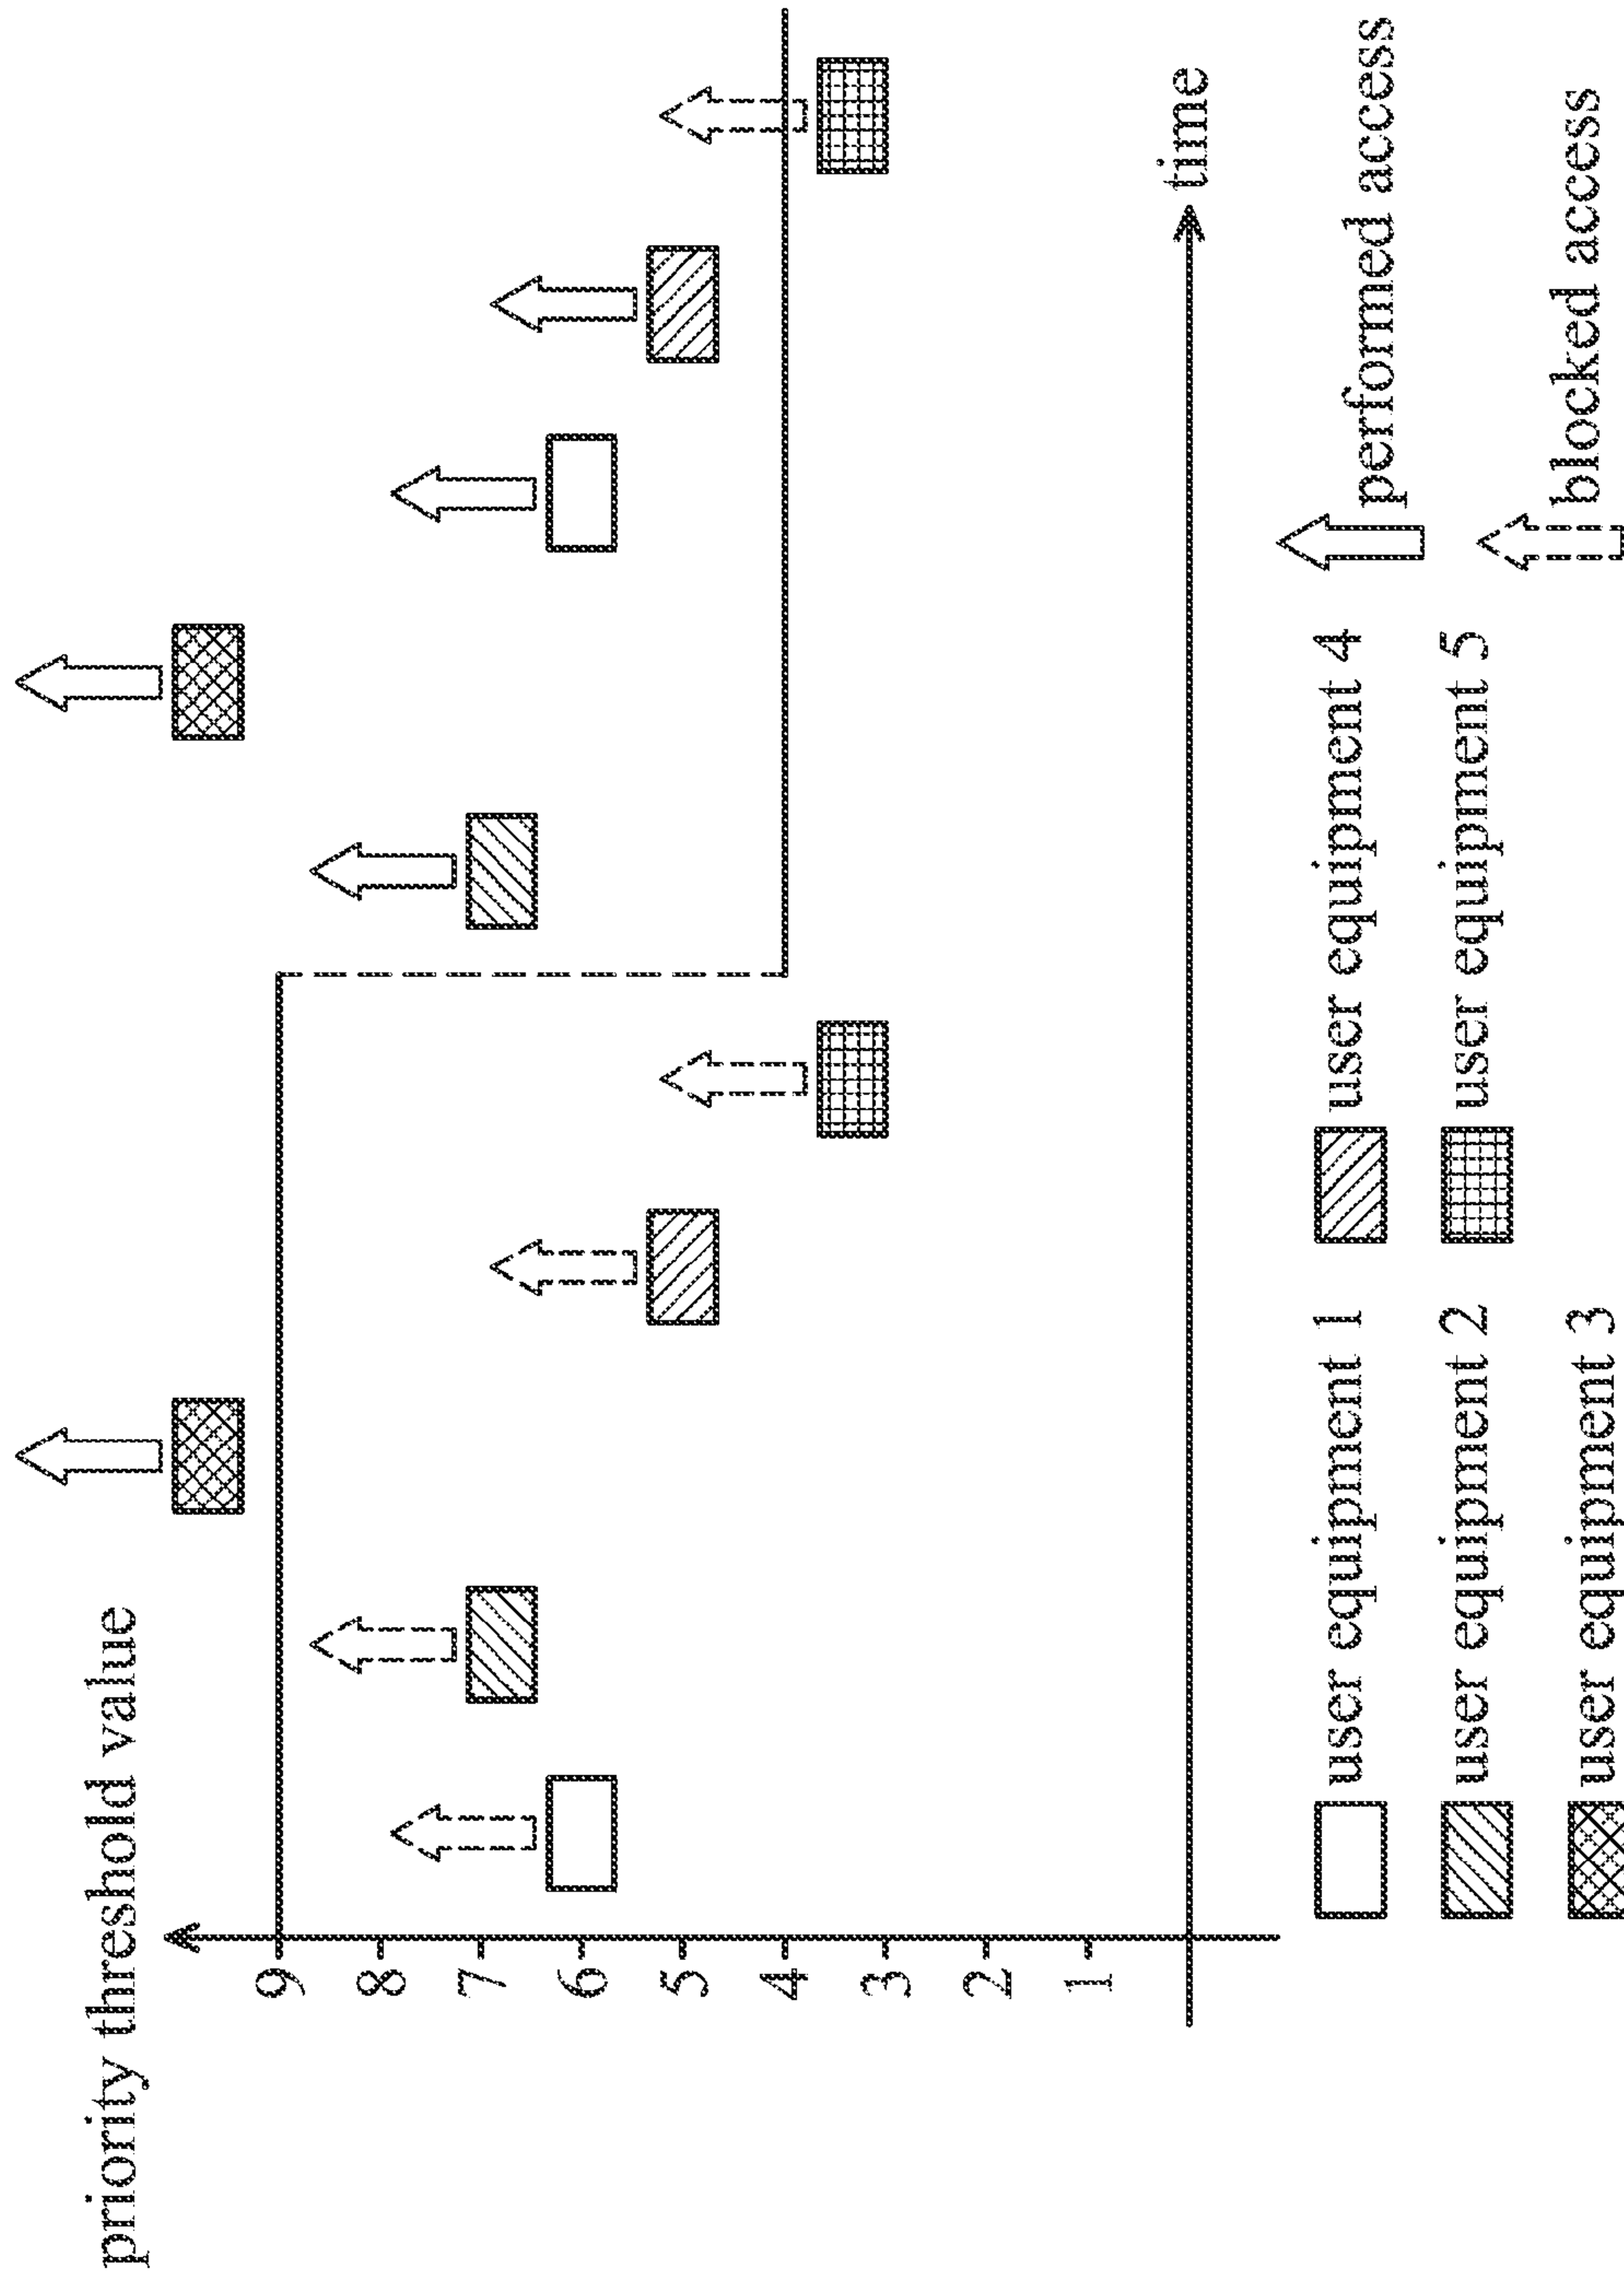 priority threshold value
9
8
7
6
5
4
3
2
1
time
user equipment 1
user equipment 4
performed access
user equipment 2
user equipment 5
blocked access
user equipment 3